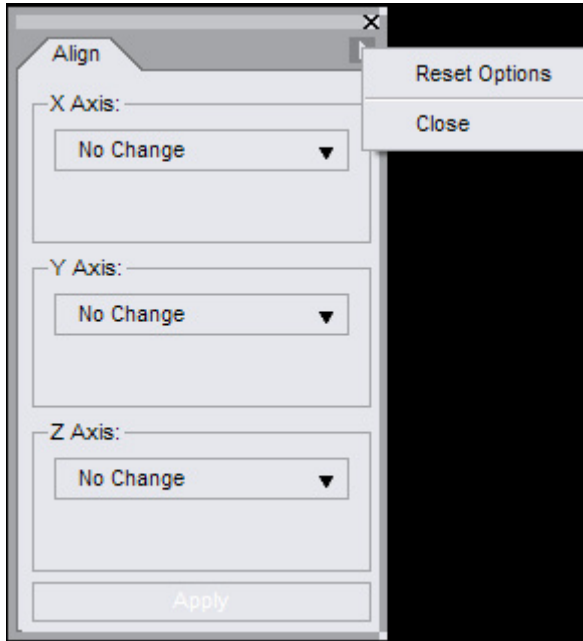 Align
Reset Options
Close
X Axis:
No Change
Y Axis:
No Change
Z Axis:
No Change
Apply